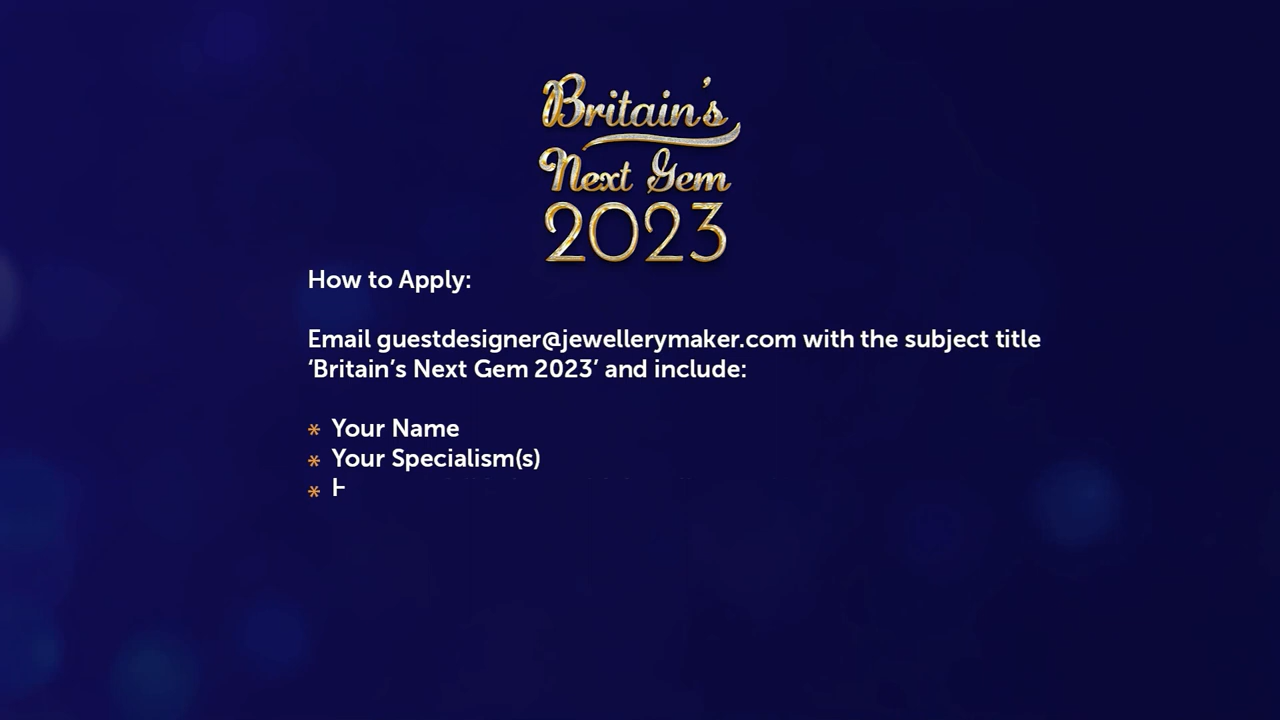 Britain's
Next Gem
2023
How to Apply:
Email guestdesigner@jewellerymaker.com with the subject title
‘Britain’s Next Gem 2023’ and include:
* Your Name
* Your Specialism(s)
*